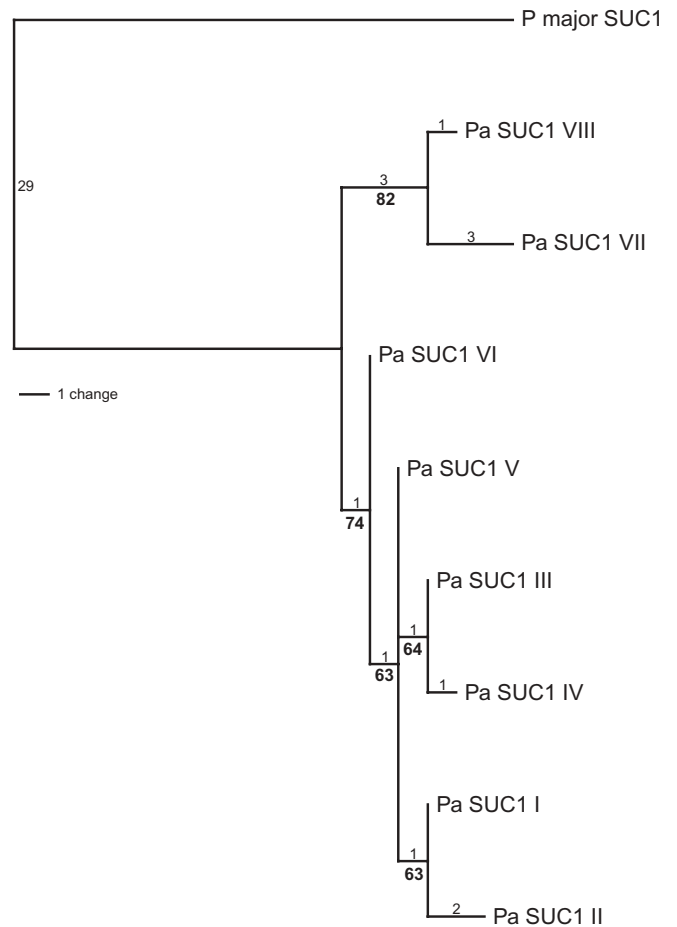 P major SUC1
1
Pa SUC1 VIII
3
82
29
3
Pa SUC1 VII
Pa SUC1 VI
1 change
Pa SUC1 V
1
74
Pa SUC1 III
1
64
1
63
1
Pa SUC1 IV
Pa SUC1 I
1
63
2
Pa SUC1 II